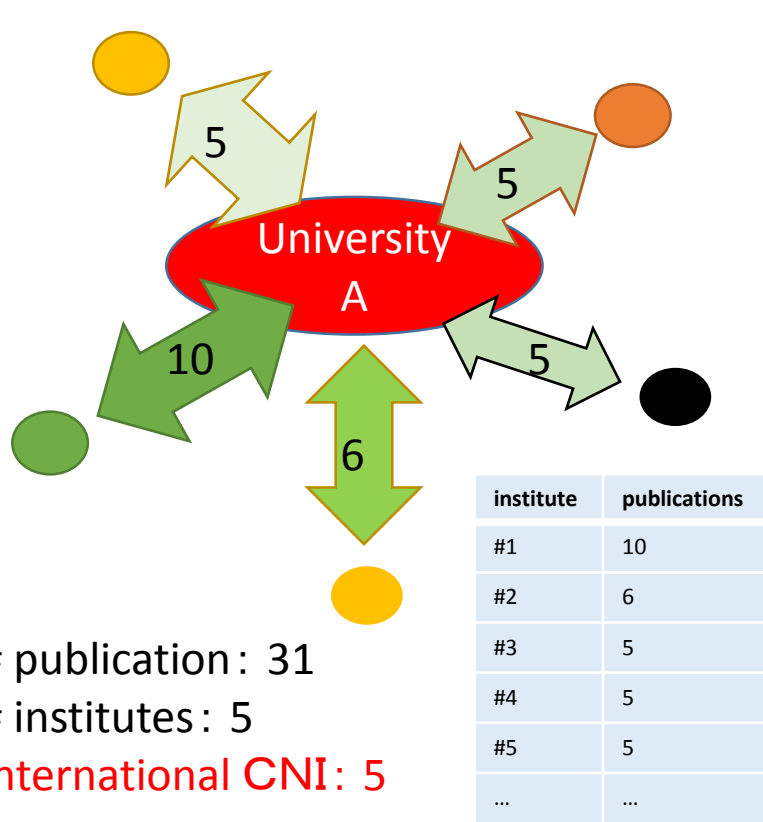 5
5
University
A
10
5
6
institute publications
#1 10
#2 6
#3 5
#4 5
#5 5
... ...
publication: 31
institutes: 5
nternational CNI: 5